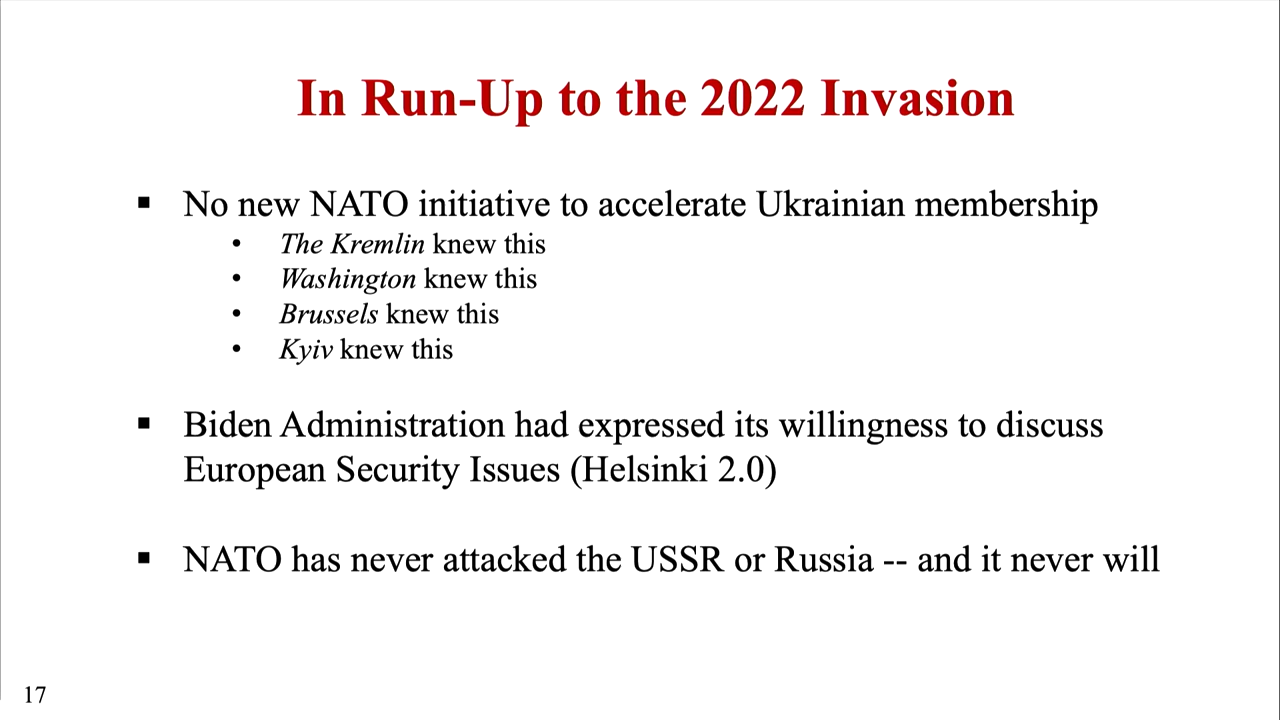 In Run-Up to the 2022 Invasion
▪ No new NATO initiative to accelerate Ukrainian membership
• The Kremlin knew this
• Washington knew this
• Brussels knew this
• Kyiv knew this
▪ Biden Administration had expressed its willingness to discuss
European Security Issues (Helsinki 2.0)
▪ NATO has never attacked the USSR or Russia -- and it never will
17